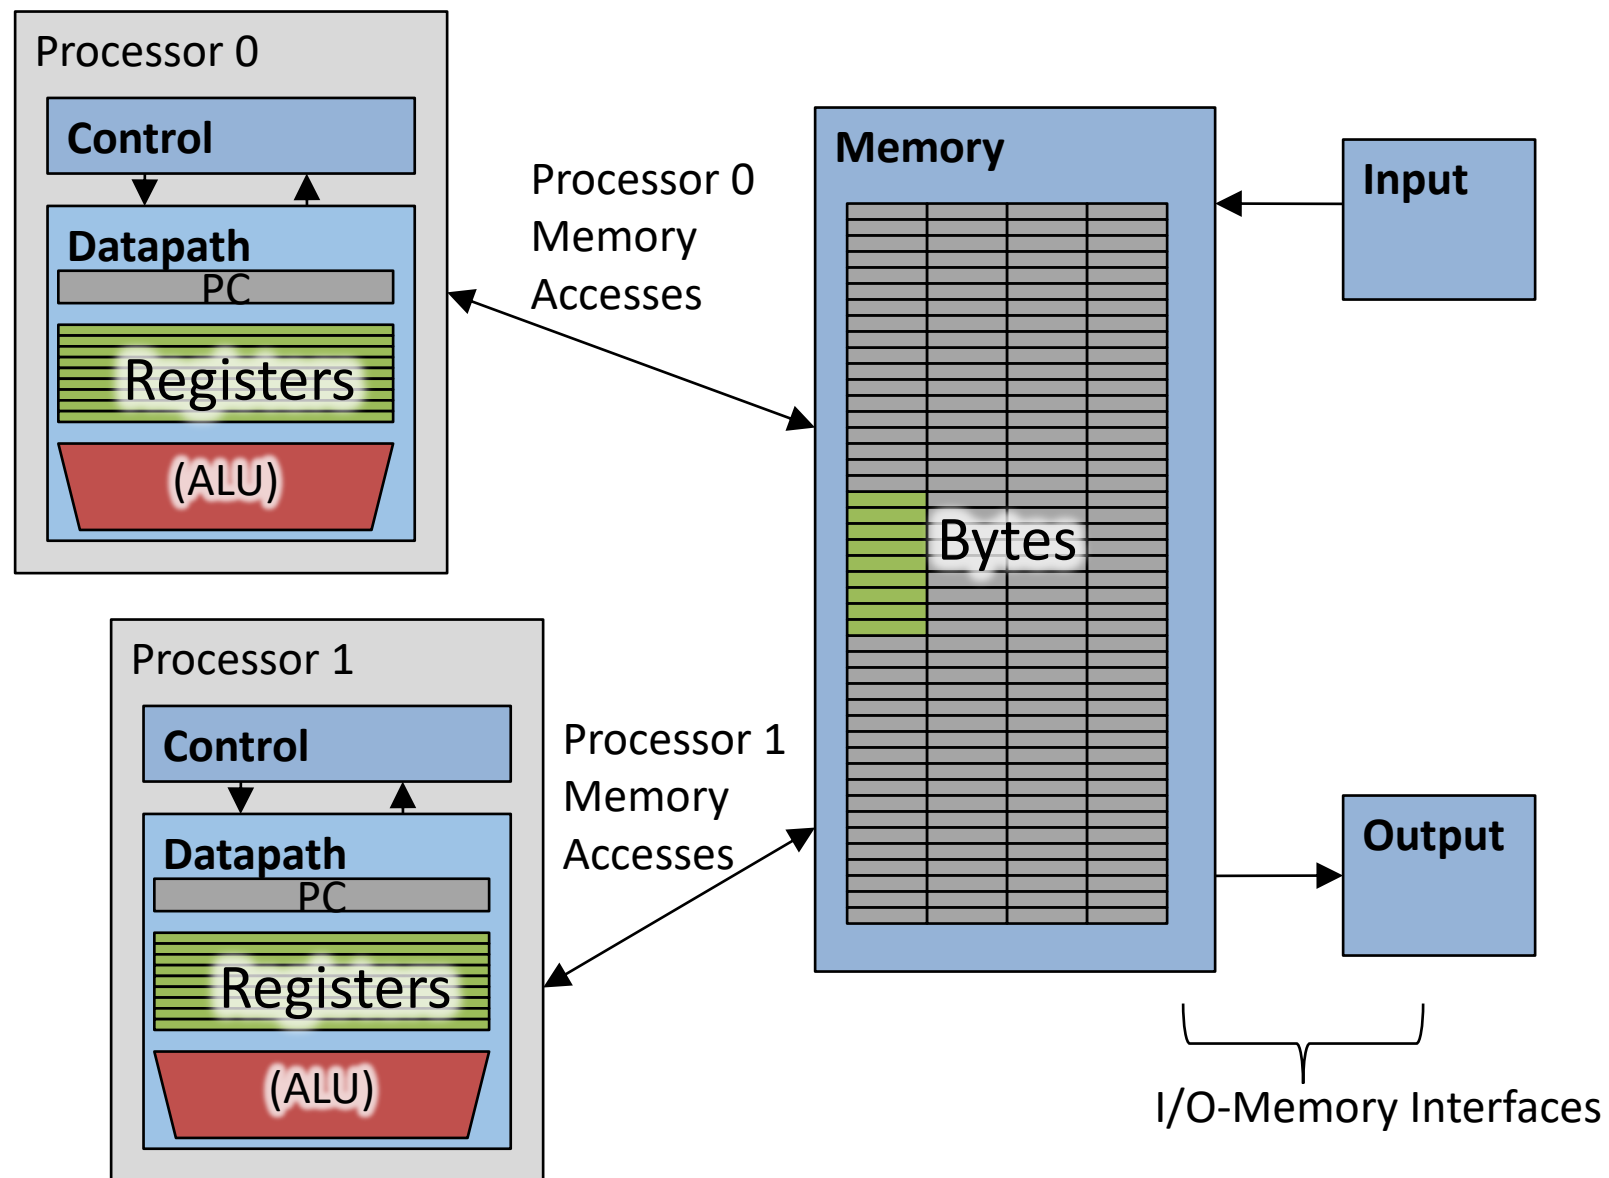 Processor 0
Control
Datapath
PC
Registers
(ALU)
Processor 0
Memory
Accesses
Memory
Bytes
Input
Processor 1
Control
Datapath
PC
Registers
(ALU)
Processor 1
Memory
Accesses
Output
I/O-Memory Interfaces